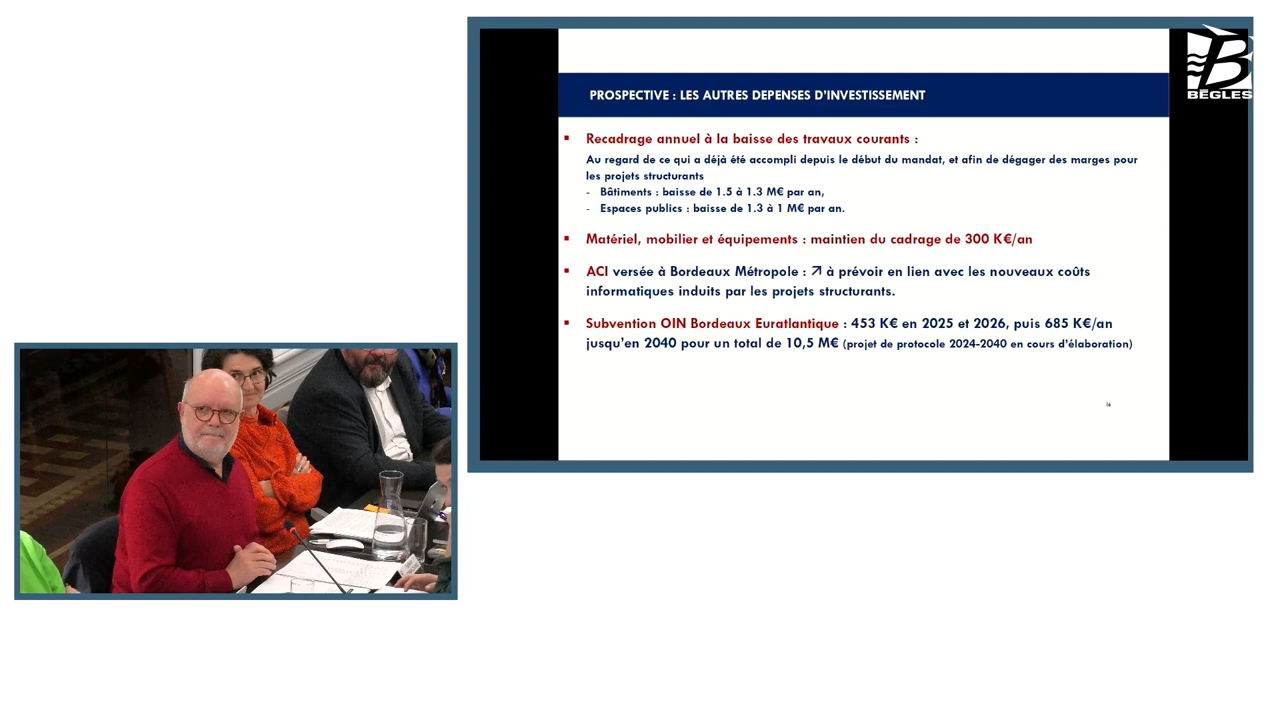 BEGLES
PROSPECTIVE : LES AUTRES DEPENSES D'INVESTISSEMENT
▪ Recadrage annuel à la baisse des travaux courants :
Au regard de ce qui a déjà été accompli depuis le début du mandat, et afin de dégager des marges pour
les projets structurants
- Bâtiments : baisse de 1.5 à 1.3 M€ par an,
- Espaces publics : baisse de 1.3 à 1 M€ par an.
▪ Matériel, mobilier et équipements : maintien du cadrage de 300 K€/an
▪ ACI versée à Bordeaux Métropole : ↗ à prévoir en lien avec les nouveaux coûts
informatiques induits par les projets structurants.
▪ Subvention OIN Bordeaux Euratlantique : 453 K€ en 2025 et 2026, puis 685 K€/an
jusqu'en 2040 pour un total de 10,5 M€ (projet de protocole 2024-2040 en cours d'élaboration)